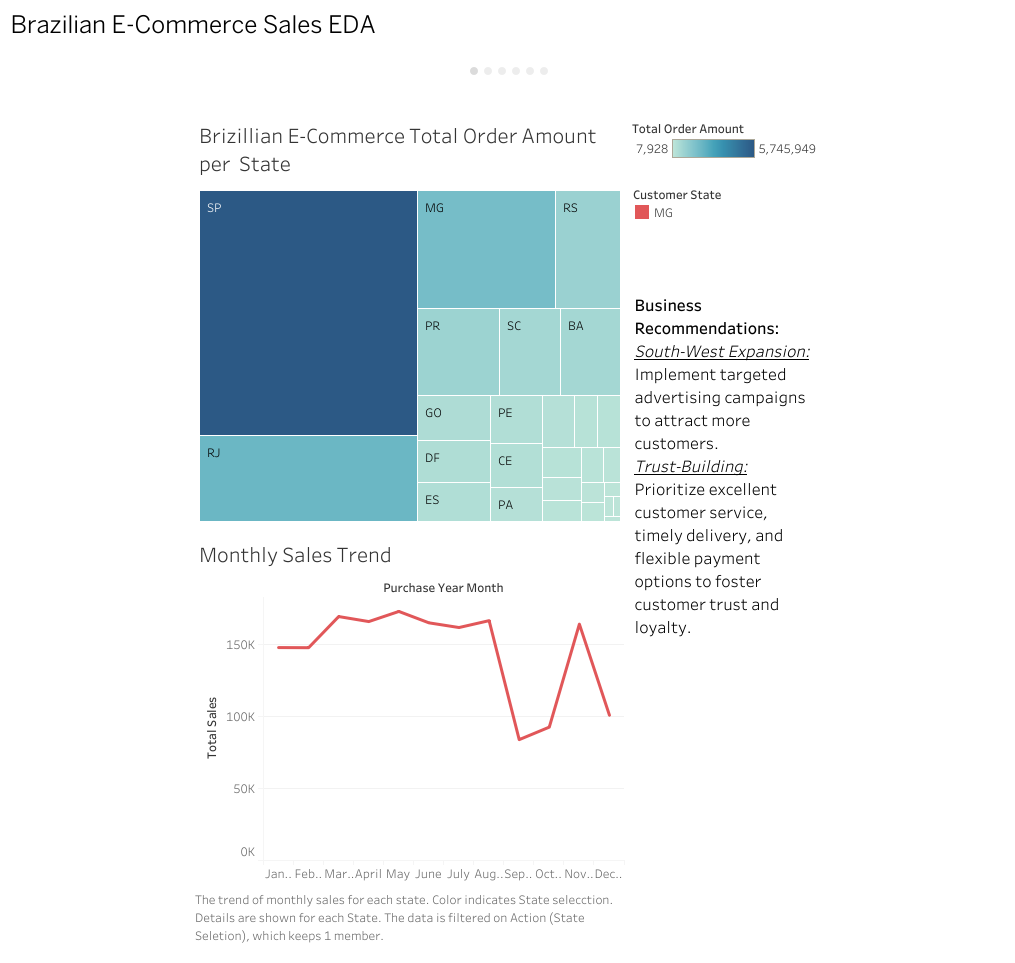 Brazilian E-Commerce Sales EDA
Brizillian E-Commerce Total Order Amount
per State
Total Order Amount
7,928 5,745,949
Customer State
MG
SP
MG
RS
PR
SC
BA
GO
PE
DF
CE
RJ
ES
PA
Business
Recommendations:
South-West Expansion:
Implement targeted
advertising campaigns
to attract more
customers.
Trust-Building:
Prioritize excellent
customer service,
timely delivery, and
flexible payment
options to foster
customer trust and
loyalty.
Monthly Sales Trend
Purchase Year Month
150K
100K
50K
0K
Total Sales
Jan.. Feb.. Mar.. April May June July Aug.. Sep.. Oct.. Nov.. Dec..
The trend of monthly sales for each state. Color indicates State selecction.
Details are shown for each State. The data is filtered on Action (State
Seletion), which keeps 1 member.